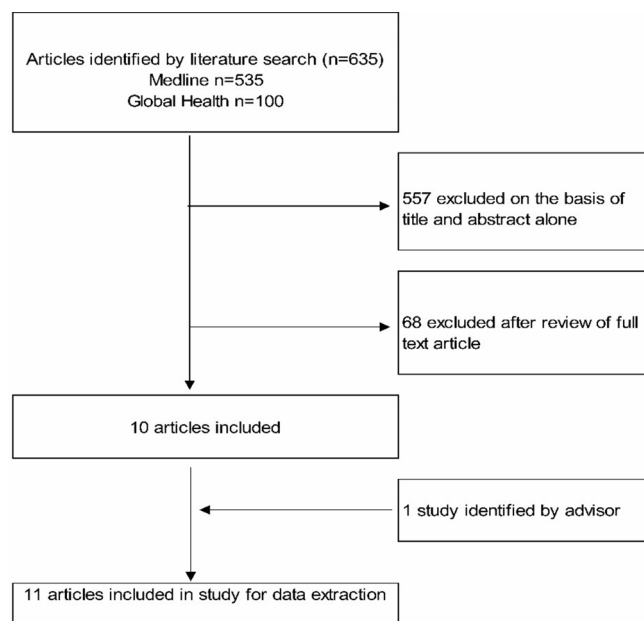 Articles identified by literature search (n=635)
Medline n=535
Global Health n=100
557 excluded on the basis of
title and abstract alone
68 excluded after review of full
text article
10 articles included
1 study identified by advisor
11 articles included in study for data extraction